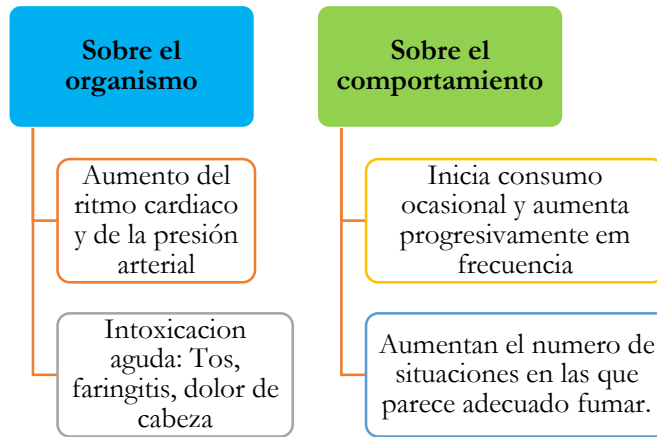 Sobre el
organismo
Aumento del
ritmo cardiaco
y de la presión
arterial
Intoxicacion
aguda: Tos,
faringitis, dolor de
cabeza
Sobre el
comportamiento
Inicia consumo
ocasional y aumenta
progresivamente em
frecuencia
Aumentan el numero de
situaciones en las que
parece adecuado fumar.